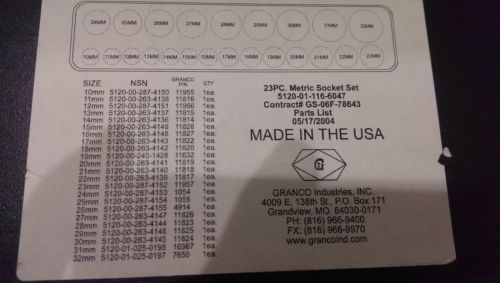 24MM 25MM 26MM 27MM 28MM 29MM 30MM 31MM 32MM
10MM 11MM 12MM 13MM 14MM 15MM 16MM 17MM 18MM 19MM 20MM 21MM 22MM 23MM
SIZE NSN GRANCO P/N QTY
10mm 5120-00-287-4150 11955 1ea.
11mm 5120-00-263-4138 11816 1ea.
12mm 5120-00-287-4151 11956 1ea.
13mm 5120-00-263-4137 11815 1ea.
14mm 5120-00-263-4136 11814 1ea.
15mm 5120-00-263-4149 11828 1ea.
16mm 5120-00-263-4148 11827 1ea.
17mm 5120-00-263-4143 11822 1ea.
18mm 5120-00-263-4142 11820 1ea.
19mm 5120-00-240-1428 11632 1ea.
20mm 5120-00-263-4141 11819 1ea.
21mm 5120-00-263-4140 11818 1ea.
22mm 5120-00-263-4139 11817 1ea.
23mm 5120-00-287-4152 11957 1ea.
24mm 5120-00-287-4153 1054 1ea.
25mm 5120-00-287-4154 1055 1ea.
26mm 5120-00-287-4155 4914 1ea.
27mm 5120-00-263-4147 11826 1ea.
28mm 5120-00-263-4144 11823 1ea.
29mm 5120-00-263-4146 11825 1ea.
30mm 5120-00-263-4145 11824 1ea.
31mm 5120-01-025-0198 16967 1ea.
32mm 5120-01-025-0197 7650 1ea.
23PC. Metric Socket Set
5120-01-116-6047
Contract# GS-06F-78643
Parts List
05/17/2004
MADE IN THE USA
GRANCO Industries, INC.
4009 E. 138th St., P.O. Box 171
Grandview, MO. 64030-0171
PH: (816) 966-9400
FX: (816) 966-9970
www.grancoind.com